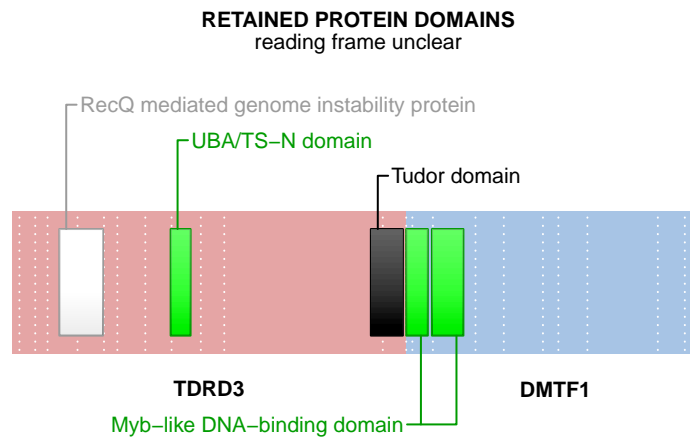 RETAINED PROTEIN DOMAINS
reading frame unclear
RecQ mediated genome instability protein
UBA/TS−N domain
Tudor domain
TDRD3
DMTF1
Myb−like DNA−binding domain